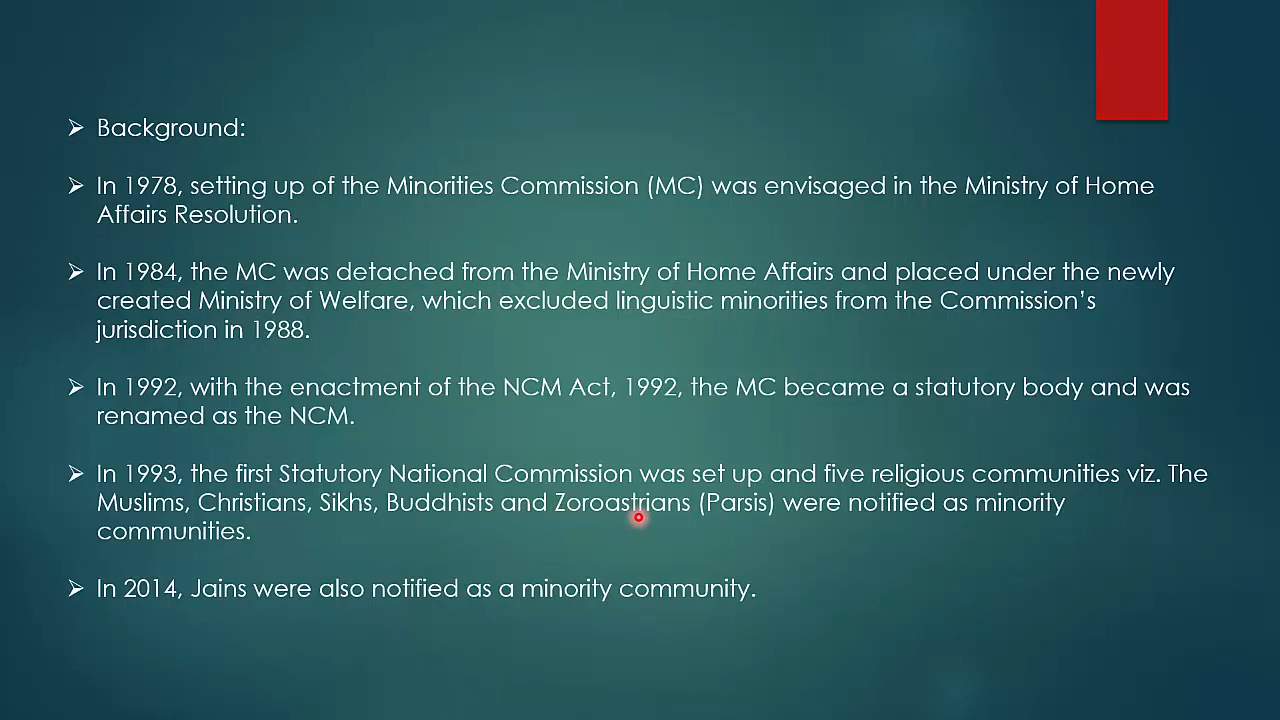 Background:
In 1978, setting up of the Minorities Commission (MC) was envisaged in the Ministry of Home
Affairs Resolution.
In 1984, the MC was detached from the Ministry of Home Affairs and placed under the newly
created Ministry of Welfare, which excluded linguistic minorities from the Commission’s
jurisdiction in 1988.
In 1992, with the enactment of the NCM Act, 1992, the MC became a statutory body and was
renamed as the NCM.
In 1993, the first Statutory National Commission was set up and five religious communities viz. The
Muslims, Christians, Sikhs, Buddhists and Zoroastrians (Parsis) were notified as minority
communities.
In 2014, Jains were also notified as a minority community.